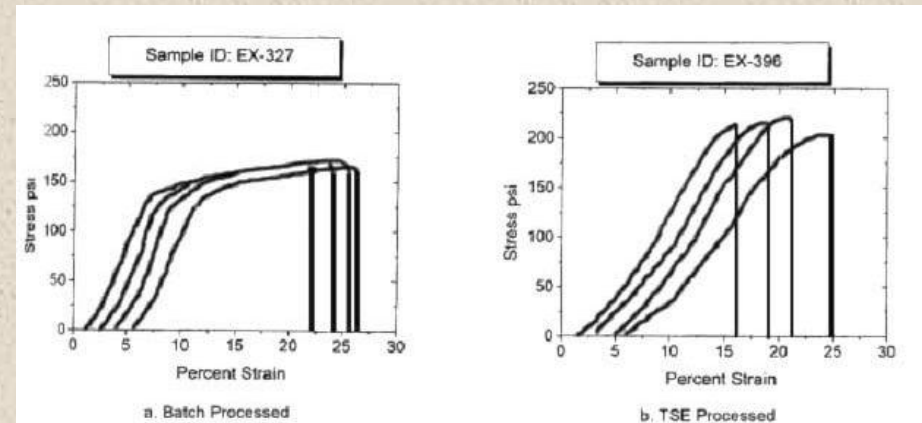 Sample ID: EX-327
250
200
150
100
50
0
Stress psi
0 5 10 15 20 25 30
Percent Strain
a. Batch Processed
Sample ID: EX-396
250
200
150
100
50
0
Stress psi
0 5 10 15 20 25 30
Percent Strain
b. TSE Processed